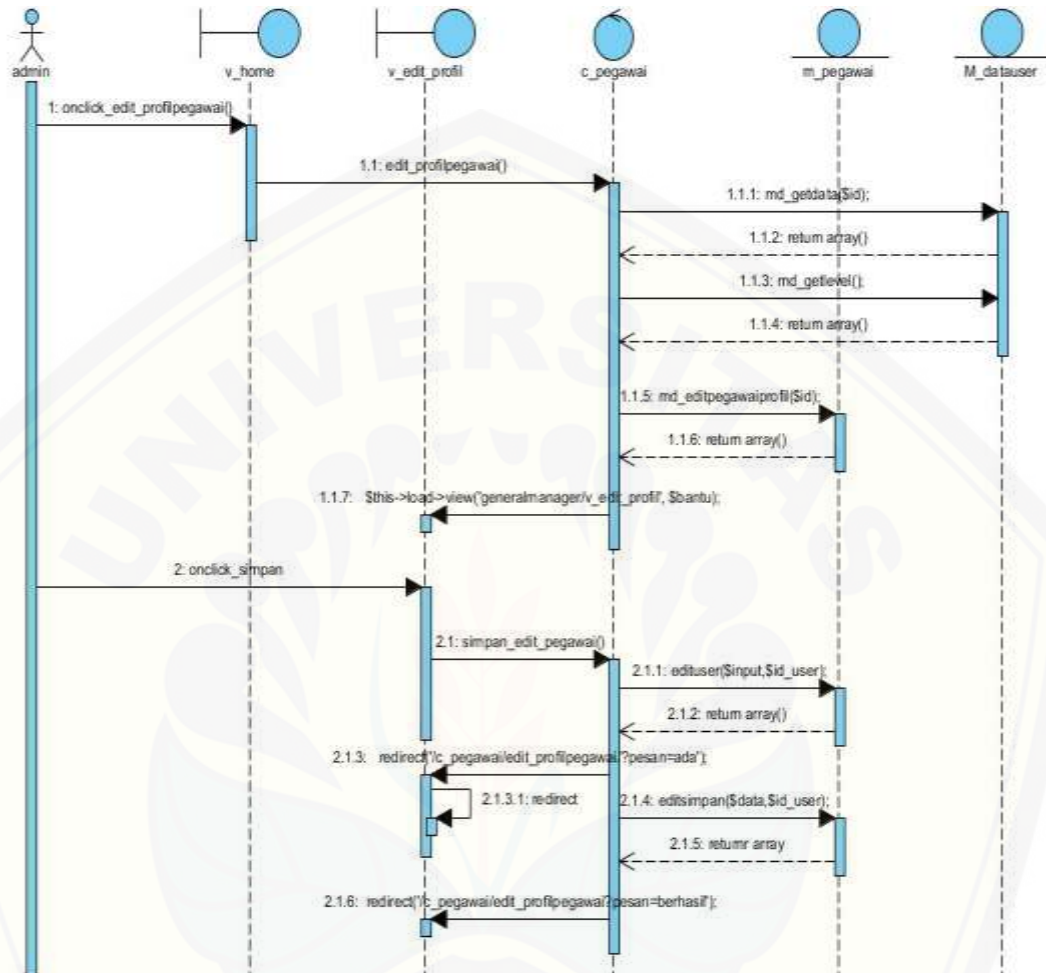 admin
v_home
v_edit_profil
c_pegawai
m_pegawai
M_datauser
1: onclick_edit_profilpegawai()
1.1: edit_profilpegawai()
1.1.1: md_getdata($id);
1.1.2: return array()
1.1.3: md_getlevel();
1.1.4: return array()
1.1.5: md_editpegawaiprofil($id);
1.1.6: return array()
1.1.7: $this->load->view("generalmanager/v_edit_profil", $bantu);
2: onclick_simpan
2.1: simpan_edit_pegawai()
2.1.1: edituser($input,$id_user);
2.1.2: return array()
2.1.3: redirect("/c_pegawai/edit_profilpegawai/?pesan=ada");
2.1.3.1: redirect
2.1.4: editsimpan($data,$id_user);
2.1.5: returnr array
2.1.6: redirect("/c_pegawai/edit_profilpegawai?pesan=berhasil");
UNIVERSITAS